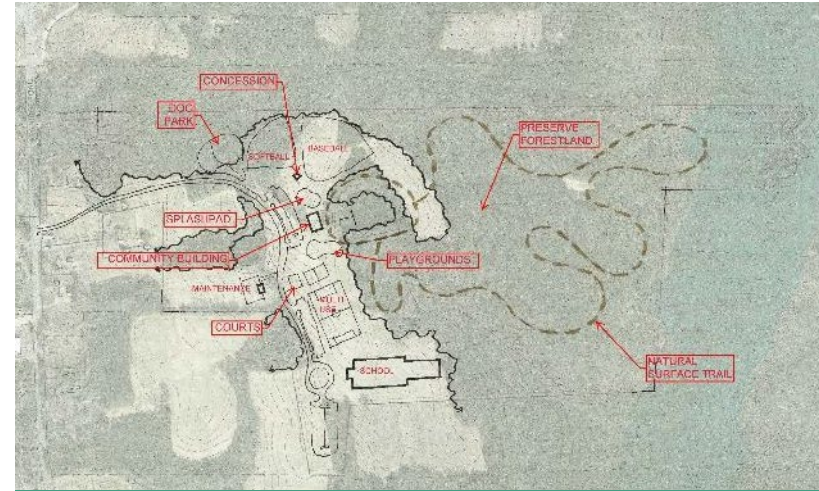 CONCESSION
DOG
PARK
SOFTBALL
BASEBALL
PRESERVE
FORESTLAND
SPLASHPAD
COMMUNITY BUILDING
PLAYGROUNDS
MAINTENANCE
MULTI
USE
COURTS
SCHOOL
NATURAL
SURFACE TRAIL